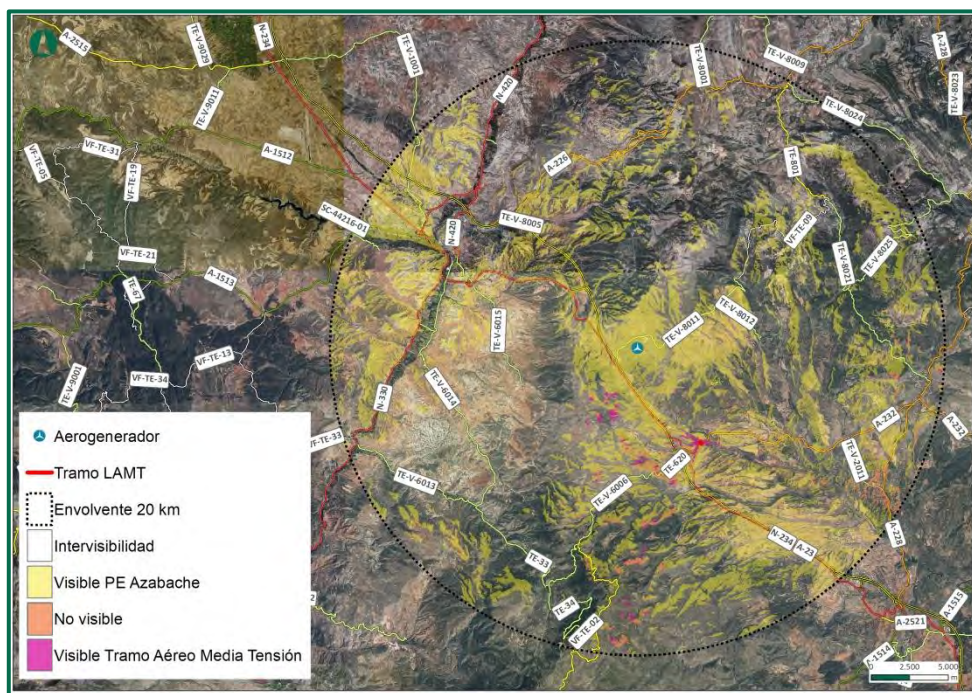 A-2515
TE-V-9029
N-234
TE-V-1001
TE-V-9011
N-420
TE-V-8001
TE-V-8009
A-228
TE-V-8023
TE-V-8024
VF-TE-31
VF-TE-05
VF-TE-19
A-1512
A-226
TE-801
SC-44216-01
N-420
TE-V-8005
VF-TE-09
VF-TE-21
TE-V-8021
TE-V-8025
A-1513
TE-67
TE-V-6015
TE-V-8011
TE-V-8012
VF-TE-13
TE-V-9001
VF-TE-34
N-330
TE-V-6014
A-232
A-232
VF-TE-33
TE-620
TE-V-2011
TE-V-6013
TE-V-6006
N-234
A-23
A-228
TE-33
TE-34
VF-TE-02
A-1515
A-2521
A-1514
Aerogenerador
Tramo LAMT
Envolvente 20 km
Intervisibilidad
Visible PE Azabache
No visible
Visible Tramo Aéreo Media Tensión
0 2.500 5.000
m